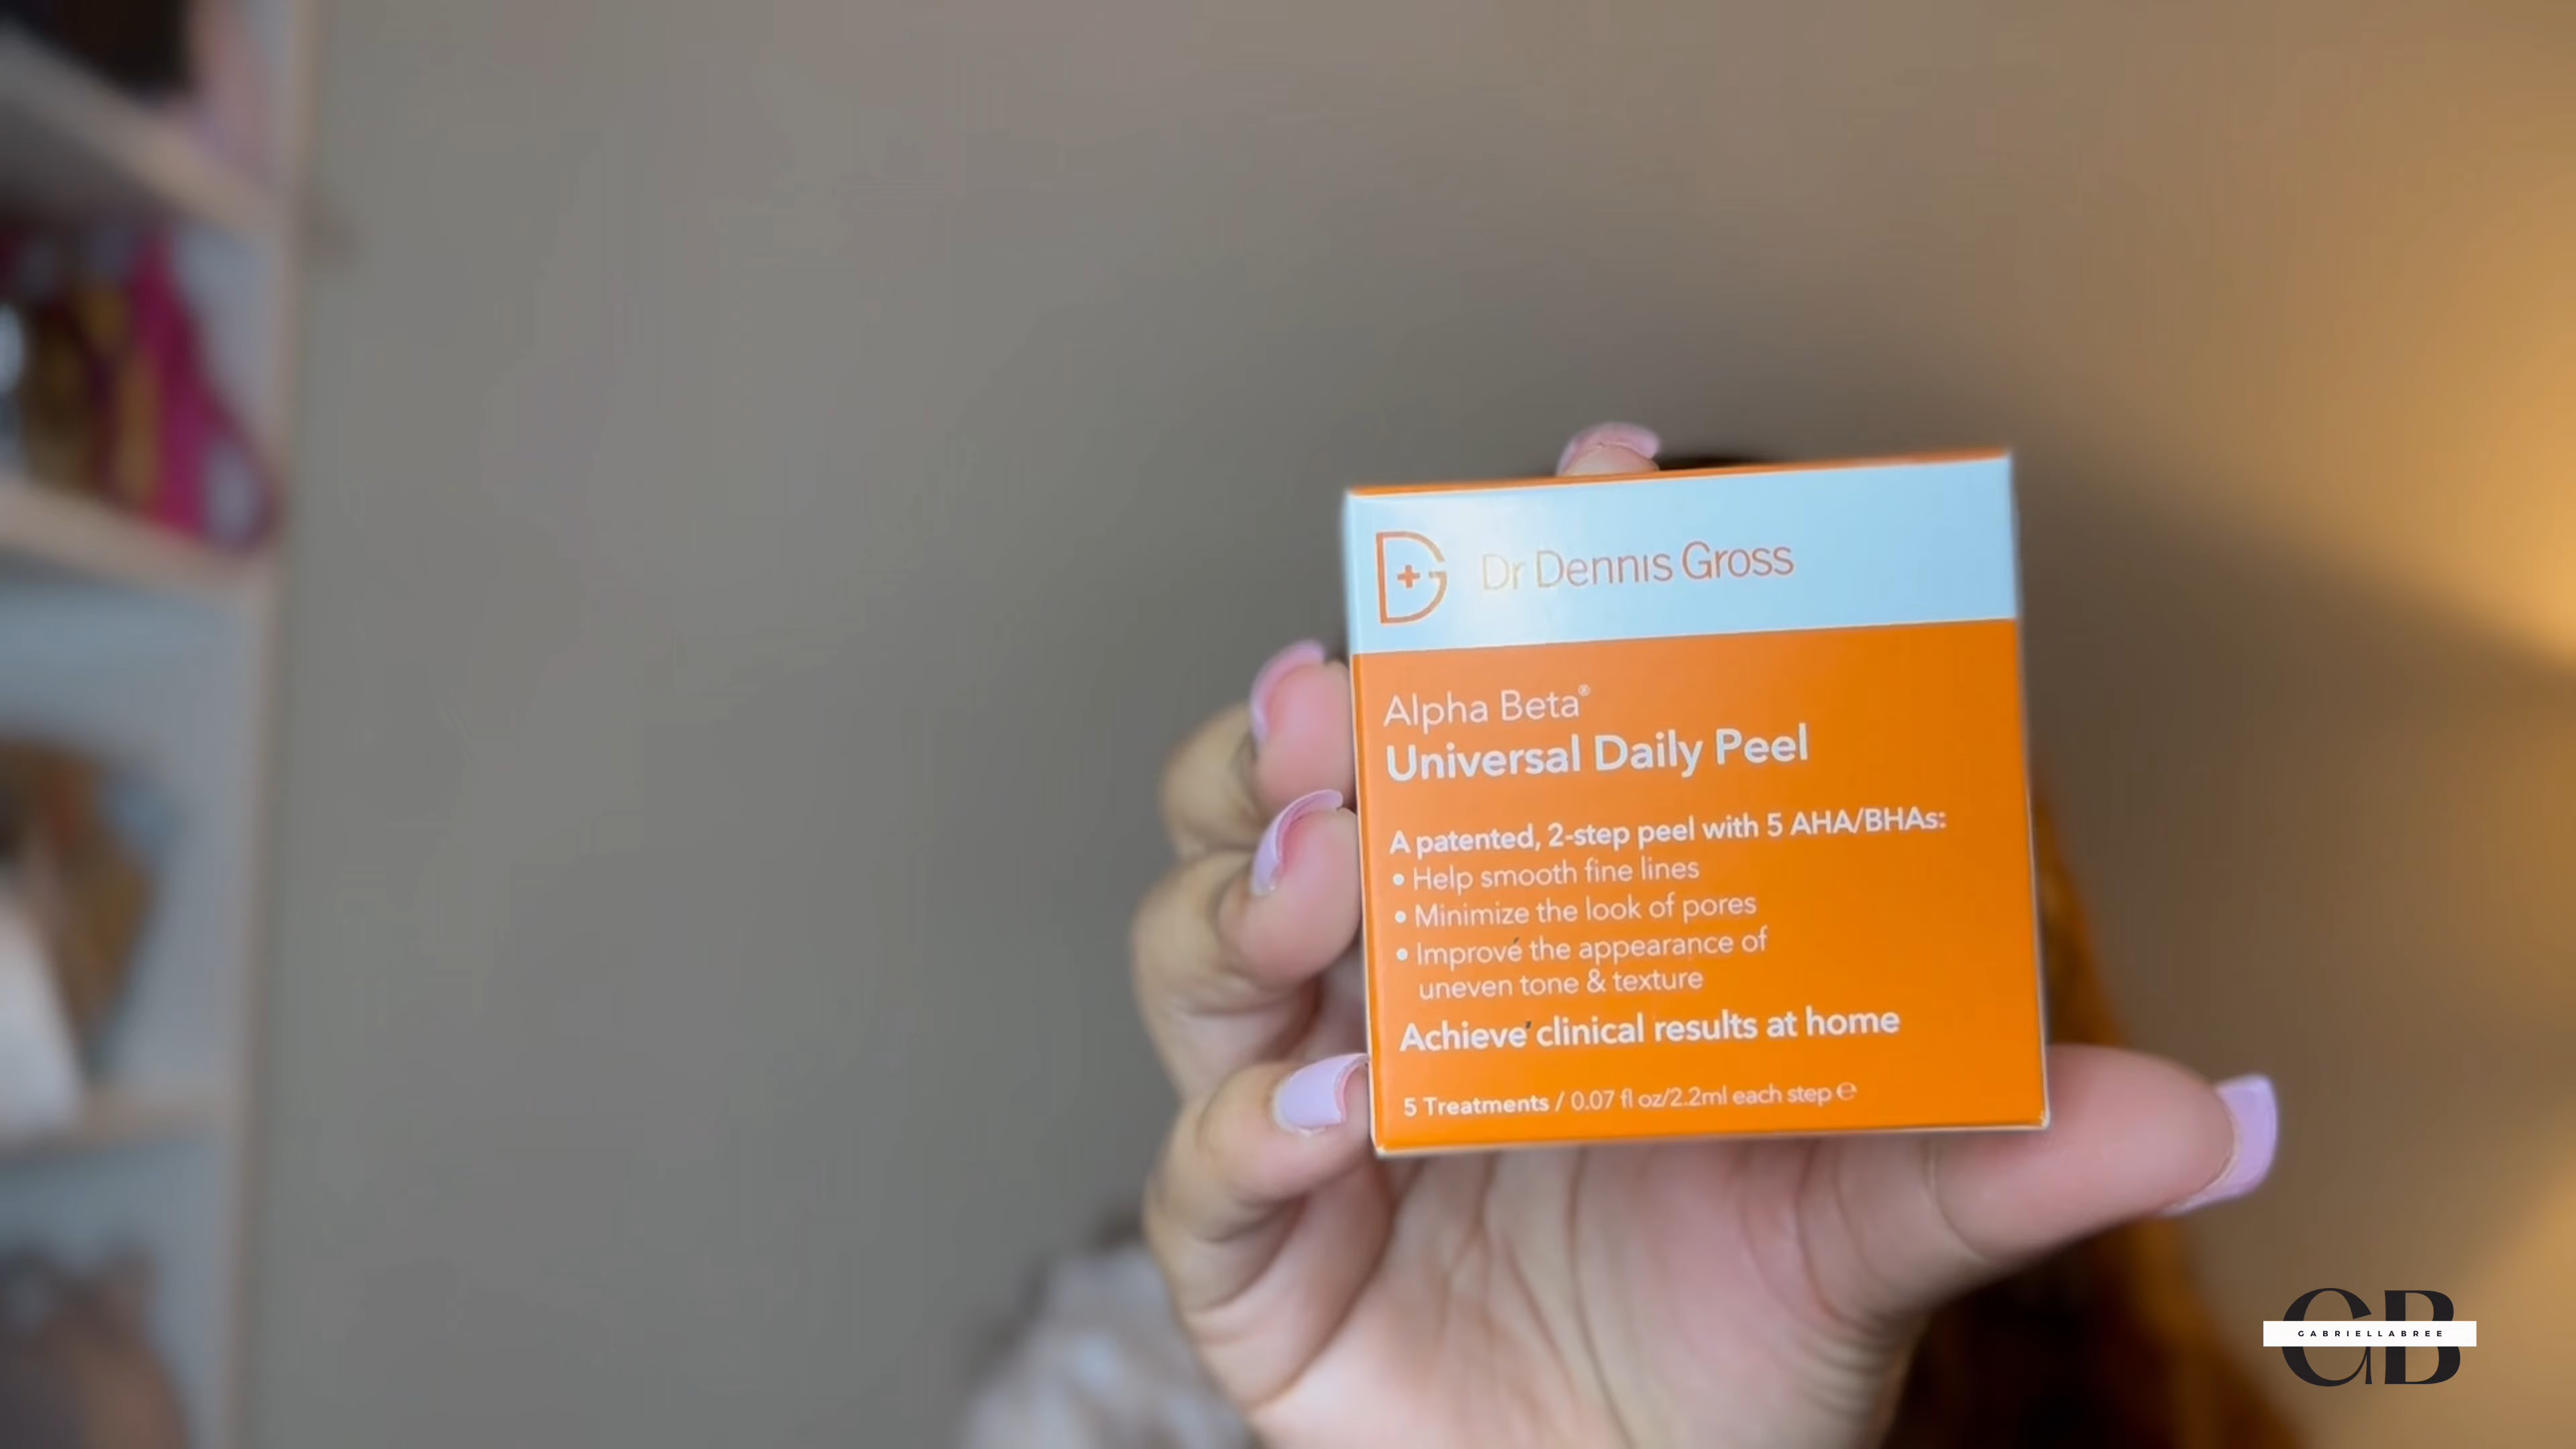 Dr Dennis Gross
Alpha Beta®
Universal Daily Peel
A patented, 2-step peel with 5 AHA/BHAs:
• Help smooth fine lines
• Minimize the look of pores
• Improve the appearance of
uneven tone & texture
Achieve clinical results at home
5 Treatments / 0.07 fl oz/2.2ml each step ℮
GB
GABRIELLABREE